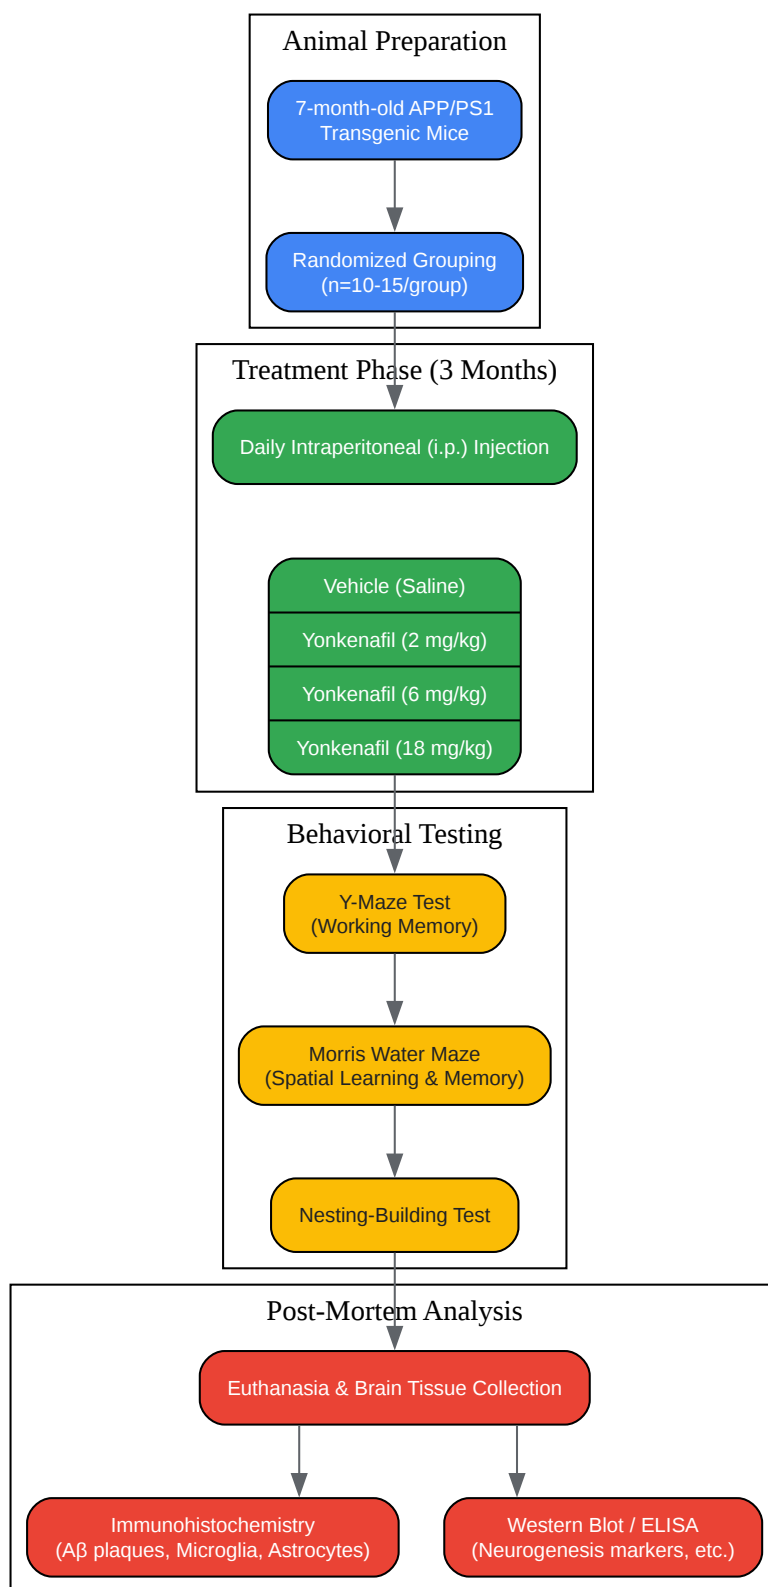 Animal Preparation
7-month-old APP/PS1
Transgenic Mice
Randomized Grouping
(n=10-15/group)
Treatment Phase (3 Months)
Daily Intraperitoneal (i.p.) Injection
Vehicle (Saline)
Yonkenafil (2 mg/kg)
Yonkenafil (6 mg/kg)
Yonkenafil (18 mg/kg)
Behavioral Testing
Y-Maze Test
(Working Memory)
Morris Water Maze
(Spatial Learning & Memory)
Nesting-Building Test
Post-Mortem Analysis
Euthanasia & Brain Tissue Collection
Immunohistochemistry
(Aβ plaques, Microglia, Astrocytes)
Western Blot / ELISA
(Neurogenesis markers, etc.)